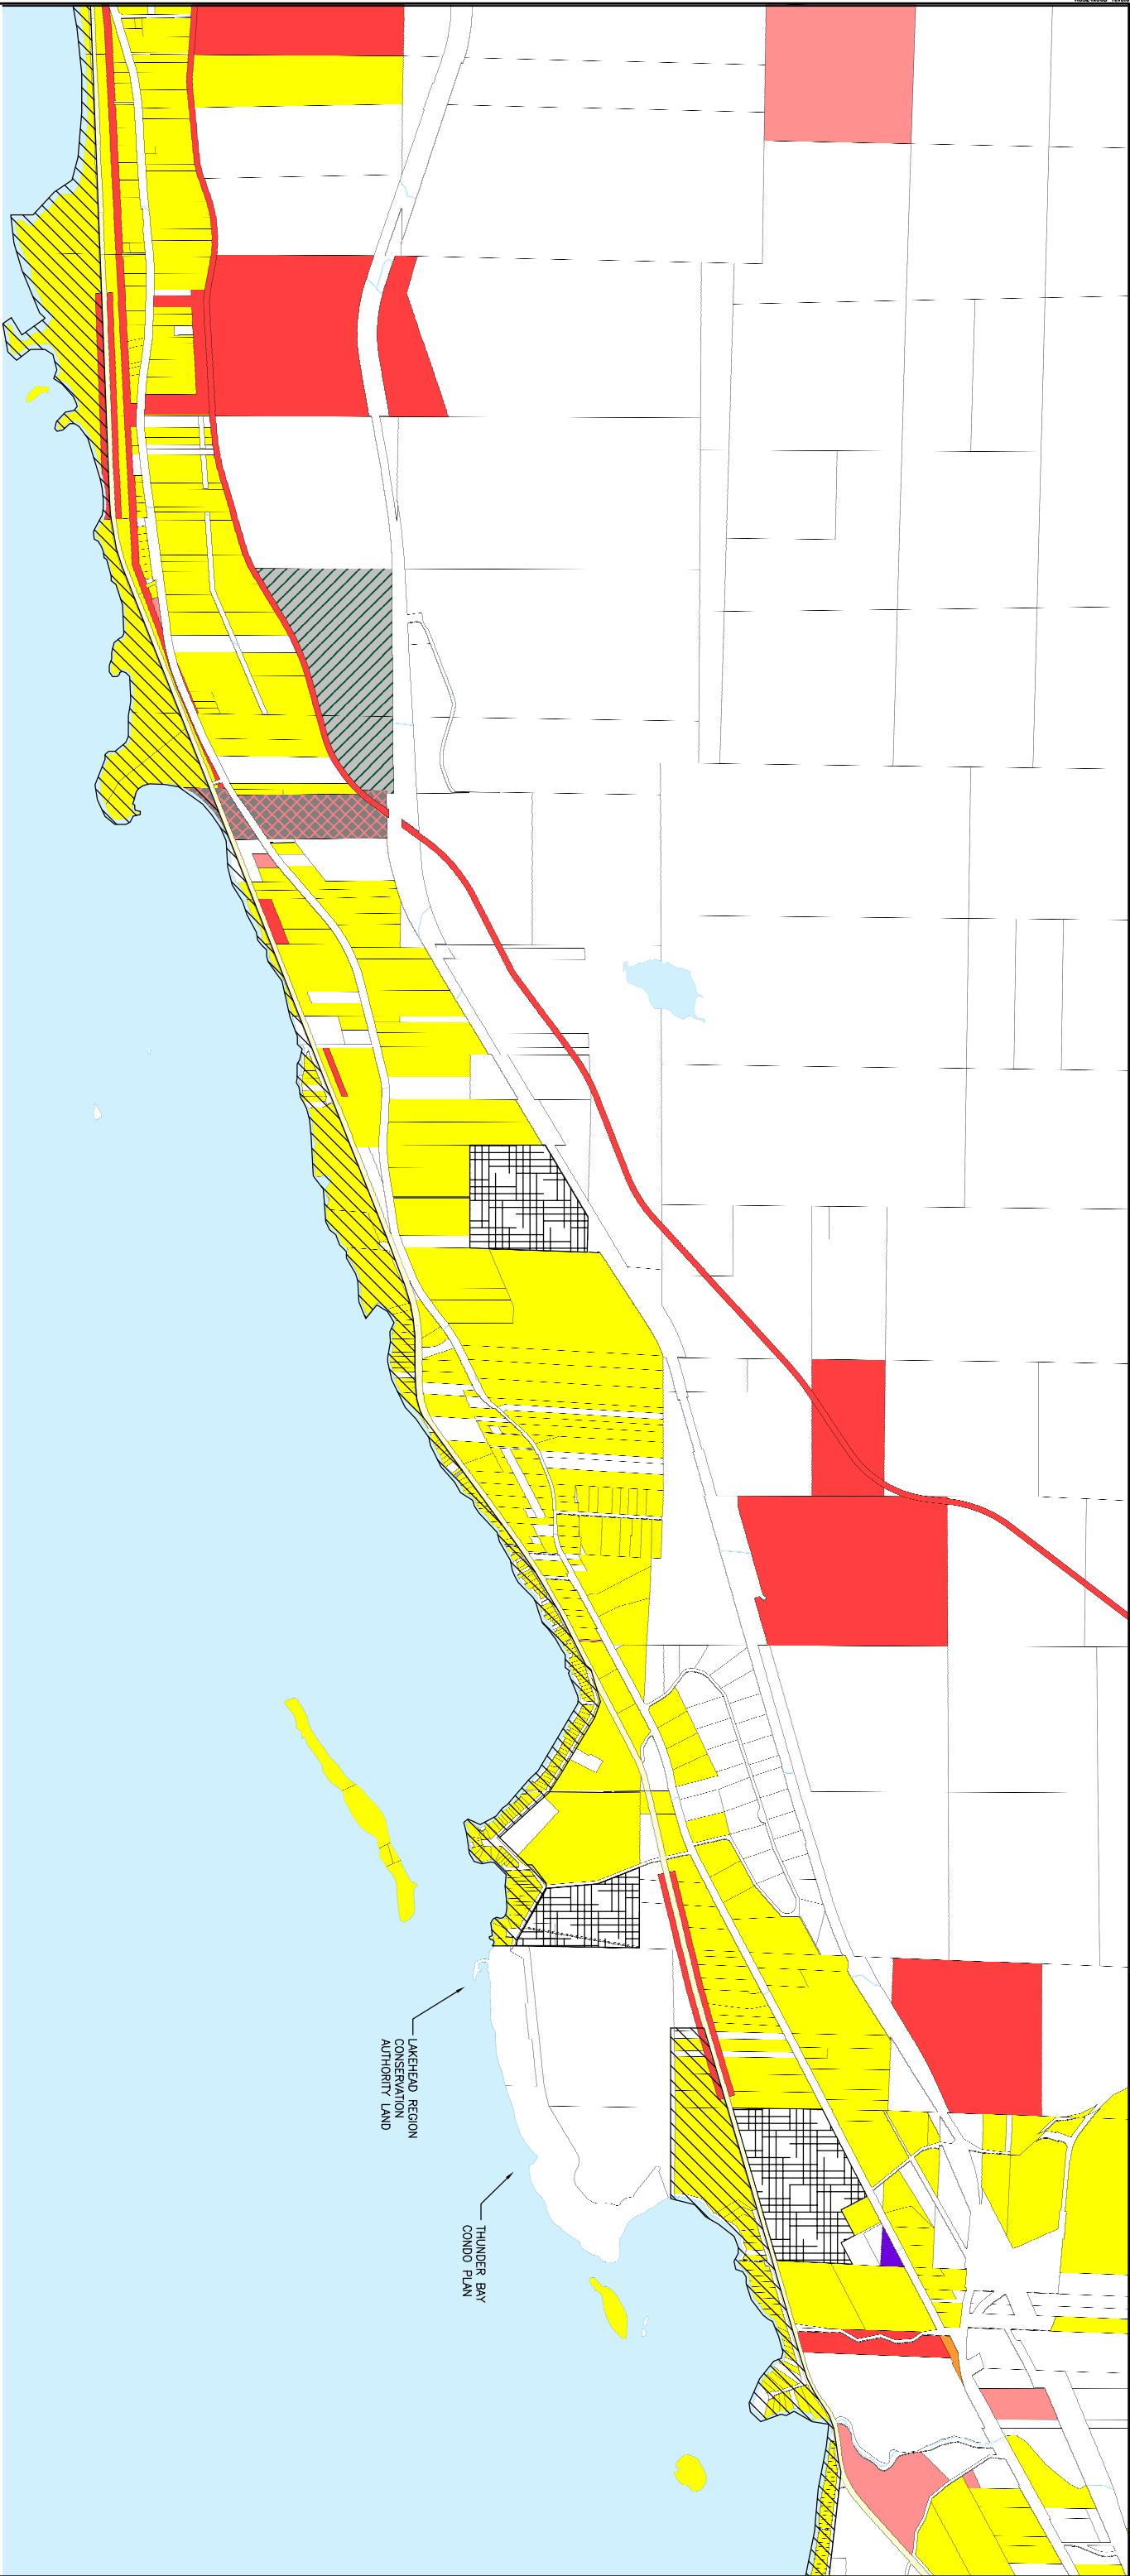 LAKEHEAD REGION
CONSERVATION
AUTHORITY LAND
THUNDER BAY
CONDO PLAN